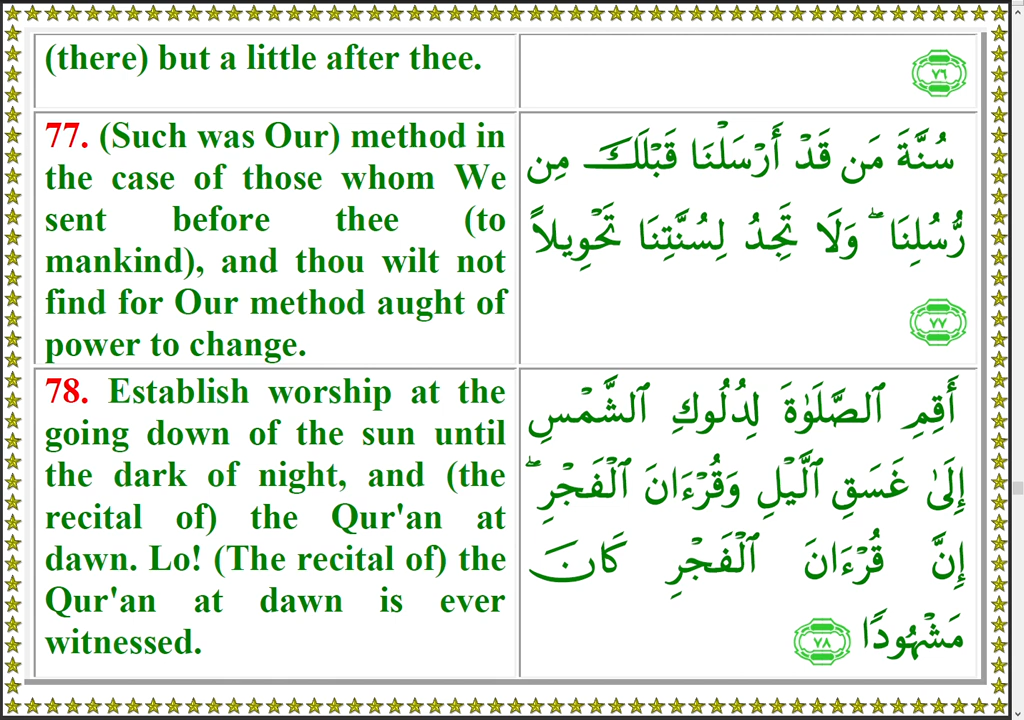 (there) but a little after thee.
٧٦
77. (Such was Our) method in
the case of those whom We
sent before thee (to
mankind), and thou wilt not
find for Our method aught of
power to change.
سُنَّةَ مَن قَدْ أَرْسَلْنَا قَبْلَكَ مِن
رُّسُلِنَا ۖ وَلَا تَجِدُ لِسُنَّتِنَا تَحْوِيلاً
٧٧
78. Establish worship at the
going down of the sun until
the dark of night, and (the
recital of) the Qur'an at
dawn. Lo! (The recital of) the
Qur'an at dawn is ever
witnessed.
أَقِمِ ٱلصَّلَوٰةَ لِدُلُوكِ ٱلشَّمْسِ
إِلَىٰ غَسَقِ ٱلَّيْلِ وَقُرْءَانَ ٱلْفَجْرِ ۖ
إِنَّ قُرْءَانَ ٱلْفَجْرِ كَانَ
مَشْهُودًا ٧٨